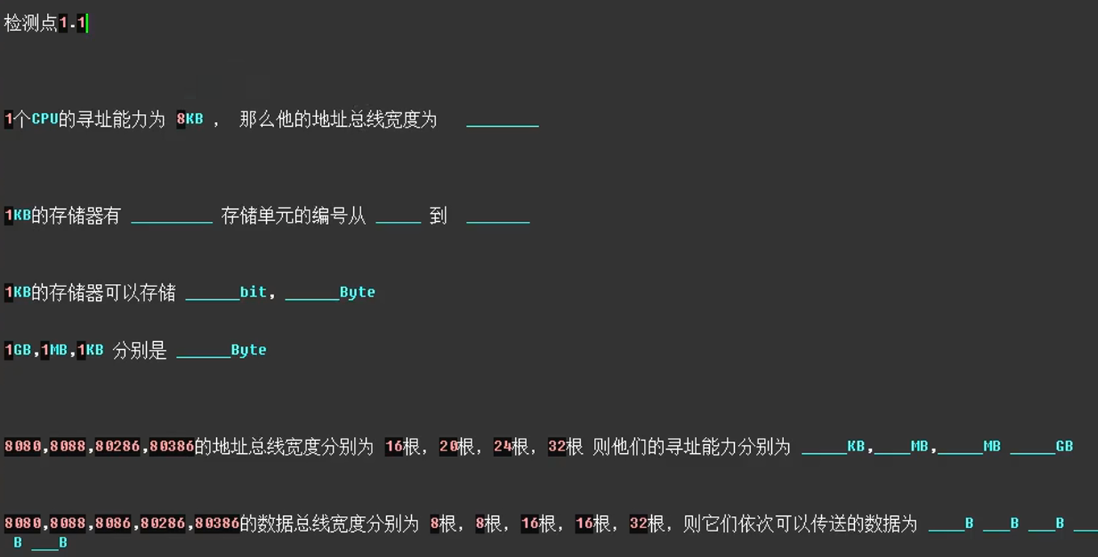 检测点1.1
1个CPU的寻址能力为 8KB ， 那么他的地址总线宽度为 ________
1KB的存储器有 _________ 存储单元的编号从 _____ 到 _______
1KB的存储器可以存储 ______bit，______Byte
1GB,1MB,1KB 分别是 ______Byte
8080,8088,80286,80386的地址总线宽度分别为 16根，20根，24根，32根 则他们的寻址能力分别为 _____KB,____MB,_____MB _____GB
8080,8088,8086,80286,80386的数据总线宽度分别为 8根，8根，16根，16根，32根，则它们依次可以传送的数据为 ____B ___B ___B ___
B ___B